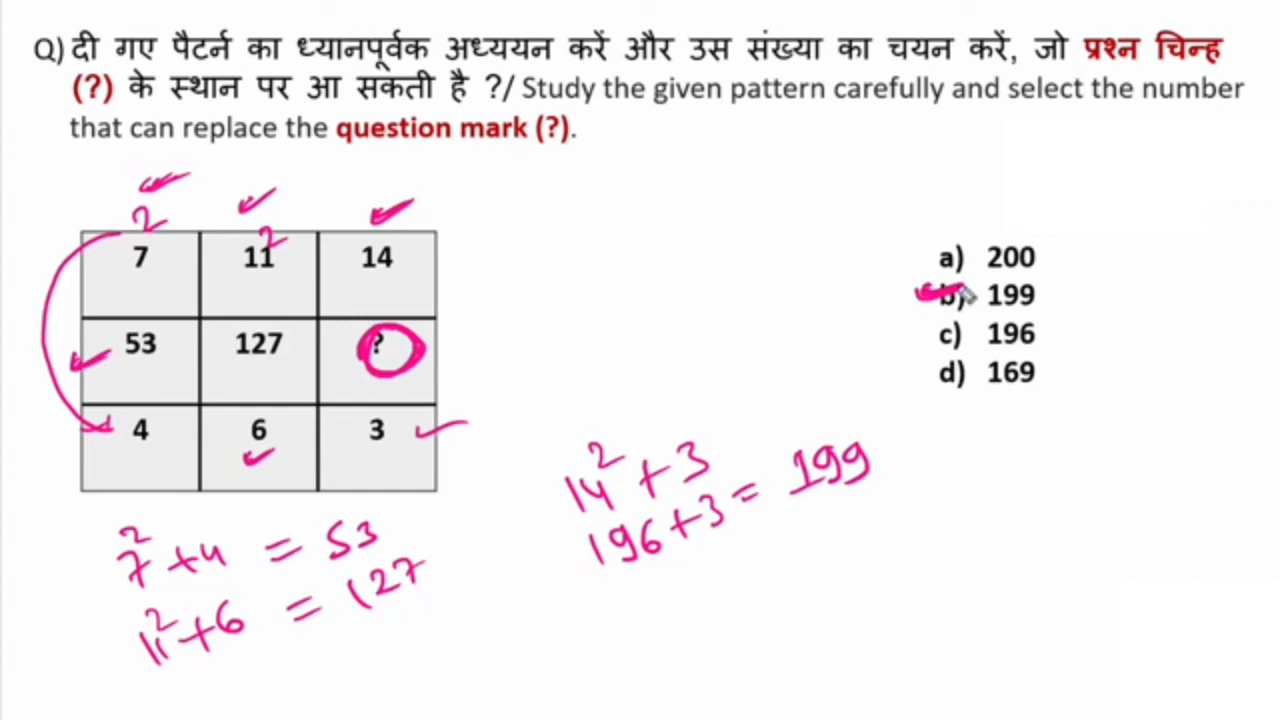 Q) दी गए पैटर्न का ध्यानपूर्वक अध्ययन करें और उस संख्या का चयन करें, जो प्रश्न चिन्ह
(?) के स्थान पर आ सकती है ?/ Study the given pattern carefully and select the number
that can replace the question mark (?).
2
7 11² 14
53 127 ?
4 6 3
a) 200
b) 199
c) 196
d) 169
7² + 4 = 53
11² + 6 = 127
14² + 3
196 + 3 = 199